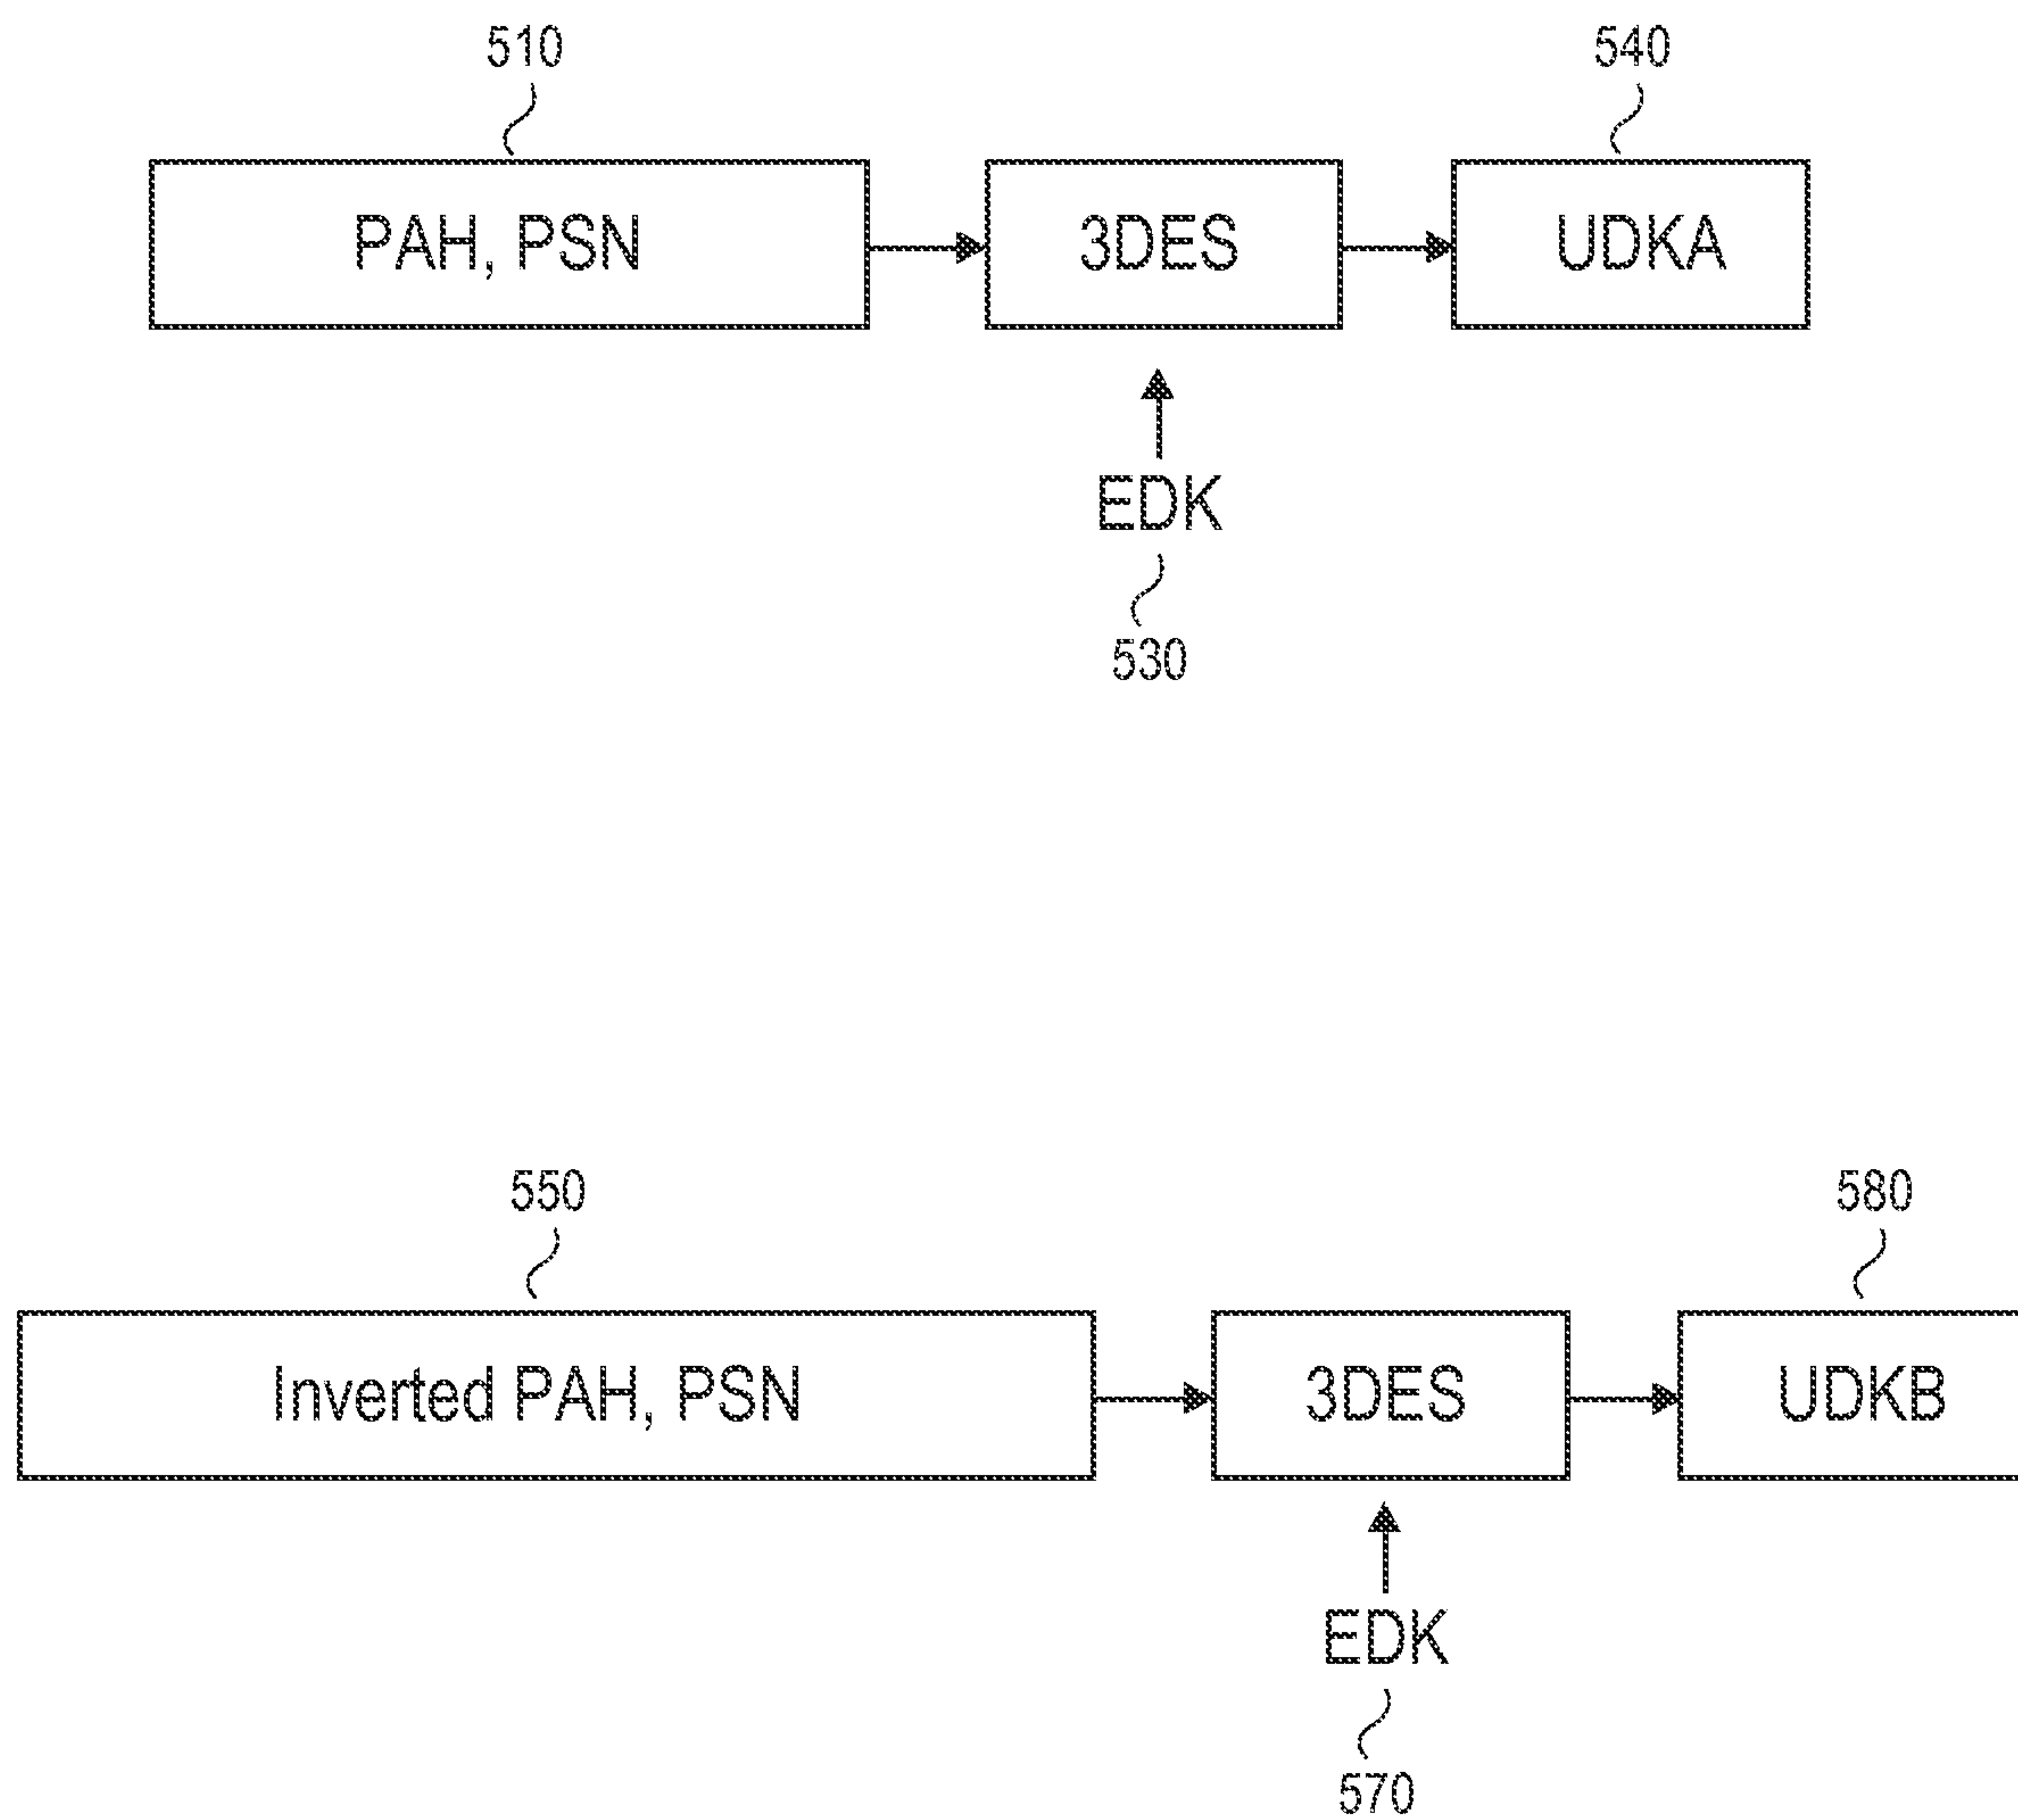 510
540
PAH, PSN
3DES
UDKA
EDK
530
550
580
Inverted PAH, PSN
3DES
UDKB
EDK
570